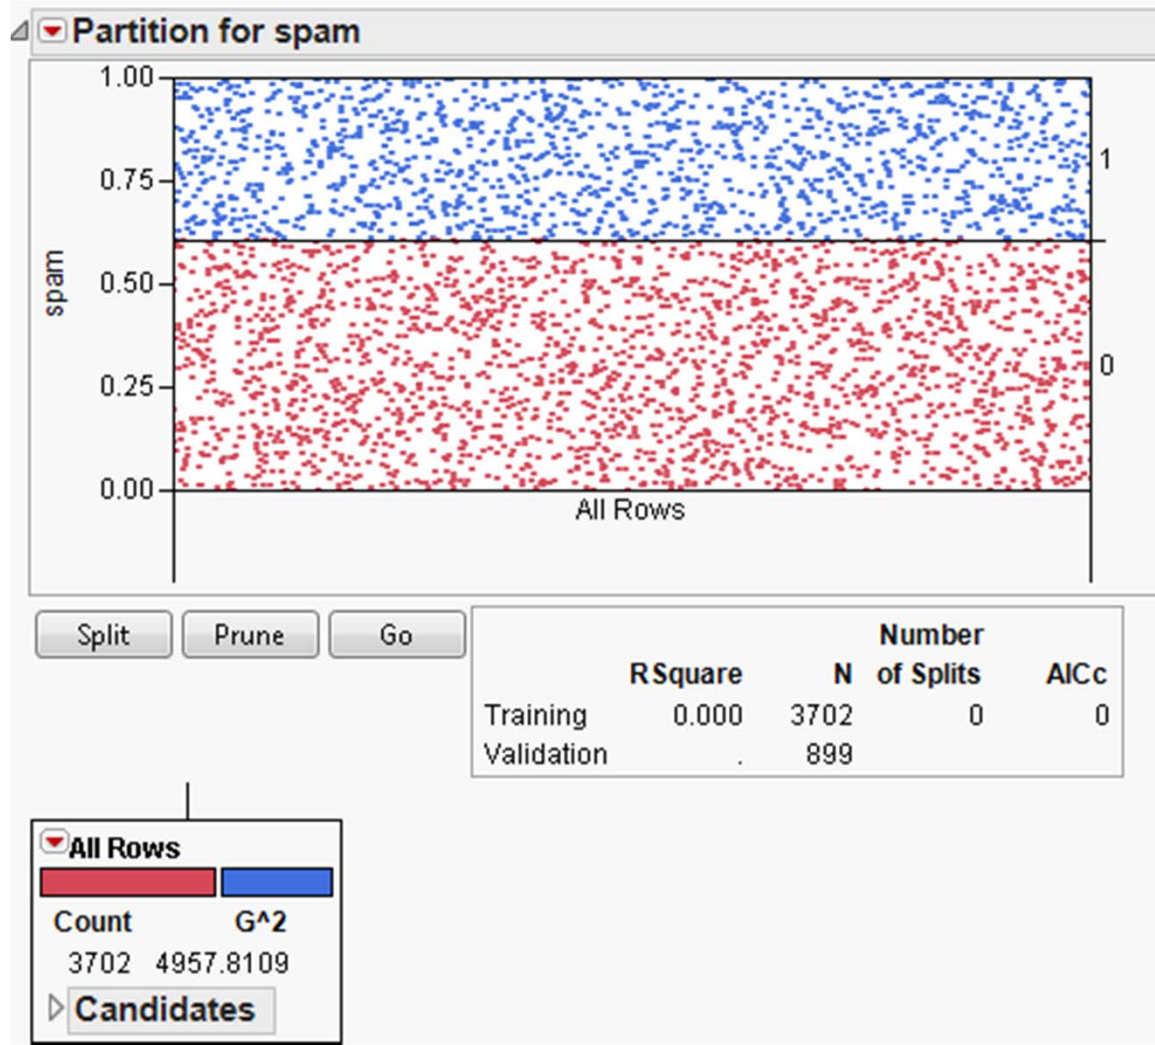 Partition for spam
1.00
0.75
0.50
0.25
0.00
spam
1
0
All Rows
Split Prune Go
Number
RSquare N of Splits AICc
Training 0.000 3702 0 0
Validation . 899
All Rows
Count G^2
3702 4957.8109
Candidates